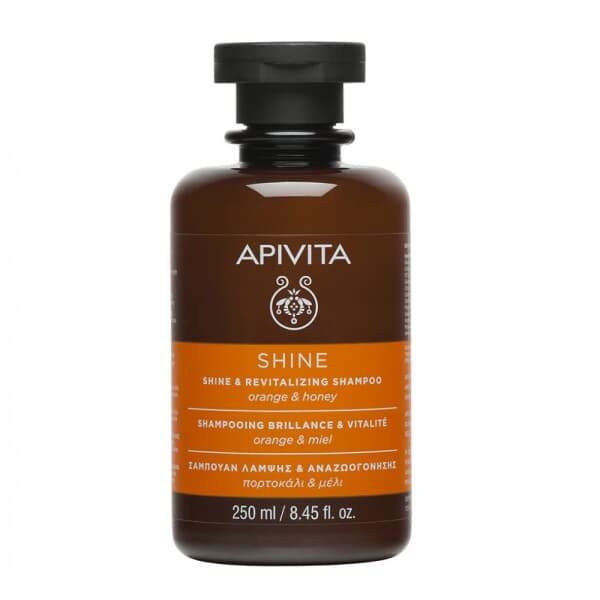 APIVITA
SHINE
SHINE & REVITALIZING SHAMPOO
orange & honey
SHAMPOOING BRILLANCE & VITALITÉ
orange & miel
ΣΑΜΠΟΥΑΝ ΛΑΜΨΗΣ & ΑΝΑΖΩΟΓΟΝΗΣΗΣ
πορτοκάλι & μέλι
250 ml / 8.45 fl. oz.